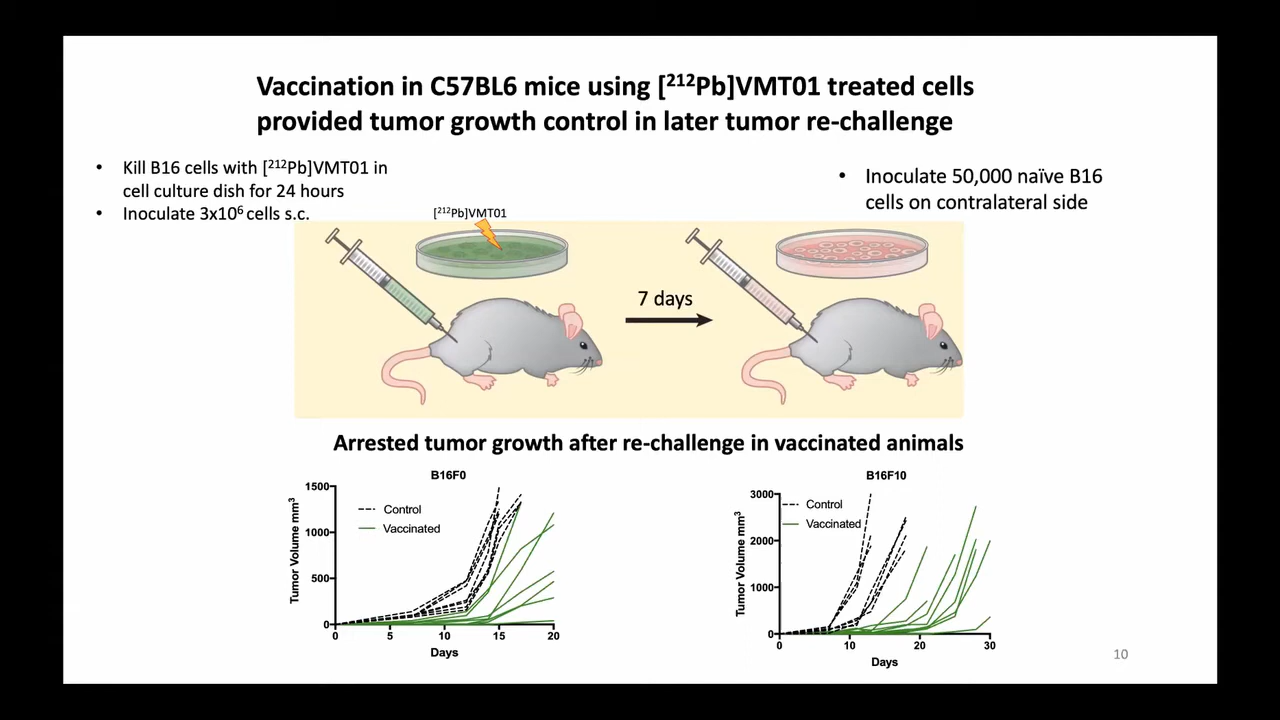 Vaccination in C57BL6 mice using [²¹²Pb]VMT01 treated cells
provided tumor growth control in later tumor re-challenge
• Kill B16 cells with [²¹²Pb]VMT01 in
cell culture dish for 24 hours
• Inoculate 3x10⁶ cells s.c.
• Inoculate 50,000 naïve B16
cells on contralateral side
[²¹²Pb]VMT01
7 days
Arrested tumor growth after re-challenge in vaccinated animals
B16F0
Tumor Volume mm³
1500
1000
500
0
Control
Vaccinated
0 5 10 15 20
Days
B16F10
Tumor Volume mm³
3000
2000
1000
0
Control
Vaccinated
0 10 20 30
Days
10